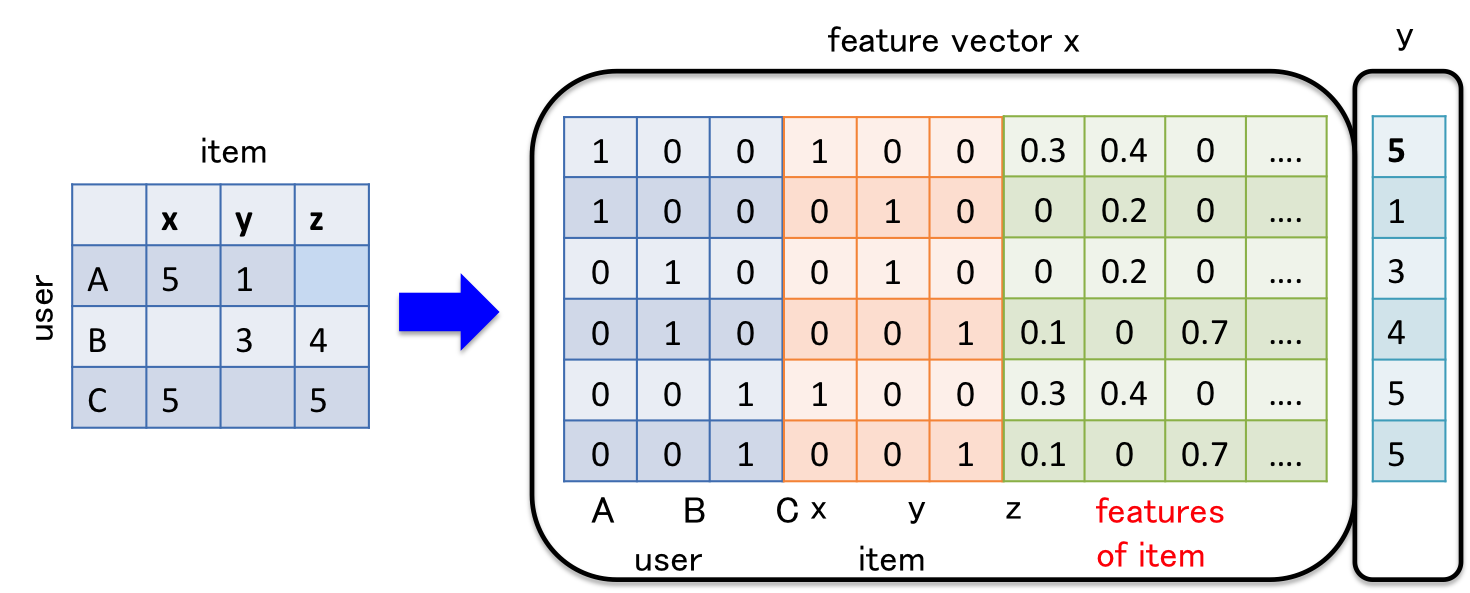 feature vector x
y
item
x y z
user
A 5 1
B 3 4
C 5 5
1 0 0 1 0 0 0.3 0.4 0 .... 5
1 0 0 0 1 0 0 0.2 0 .... 1
0 1 0 0 1 0 0 0.2 0 .... 3
0 1 0 0 0 1 0.1 0 0.7 .... 4
0 0 1 1 0 0 0.3 0.4 0 .... 5
0 0 1 0 0 1 0.1 0 0.7 .... 5
A B C x y z
user
item
features
of item